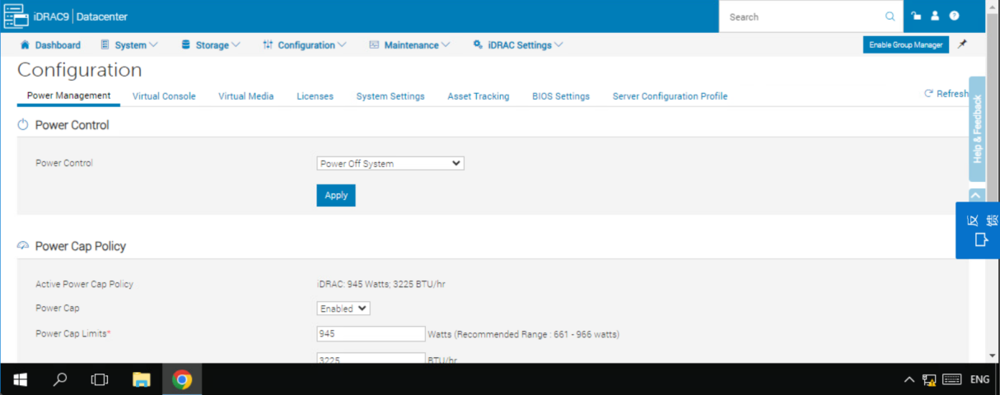 iDRAC9 | Datacenter
Search
Dashboard System Storage Configuration Maintenance iDRAC Settings Enable Group Manager
Configuration
Power Management Virtual Console Virtual Media Licenses System Settings Asset Tracking BIOS Settings Server Configuration Profile Refresh
Help & Feedback
Power Control
Power Control Power Off System
Apply
Power Cap Policy
Active Power Cap Policy iDRAC: 945 Watts; 3225 BTU/hr
Power Cap Enabled
Power Cap Limits* 945 Watts (Recommended Range : 661 - 966 watts)
3225 BTU/hr
ENG